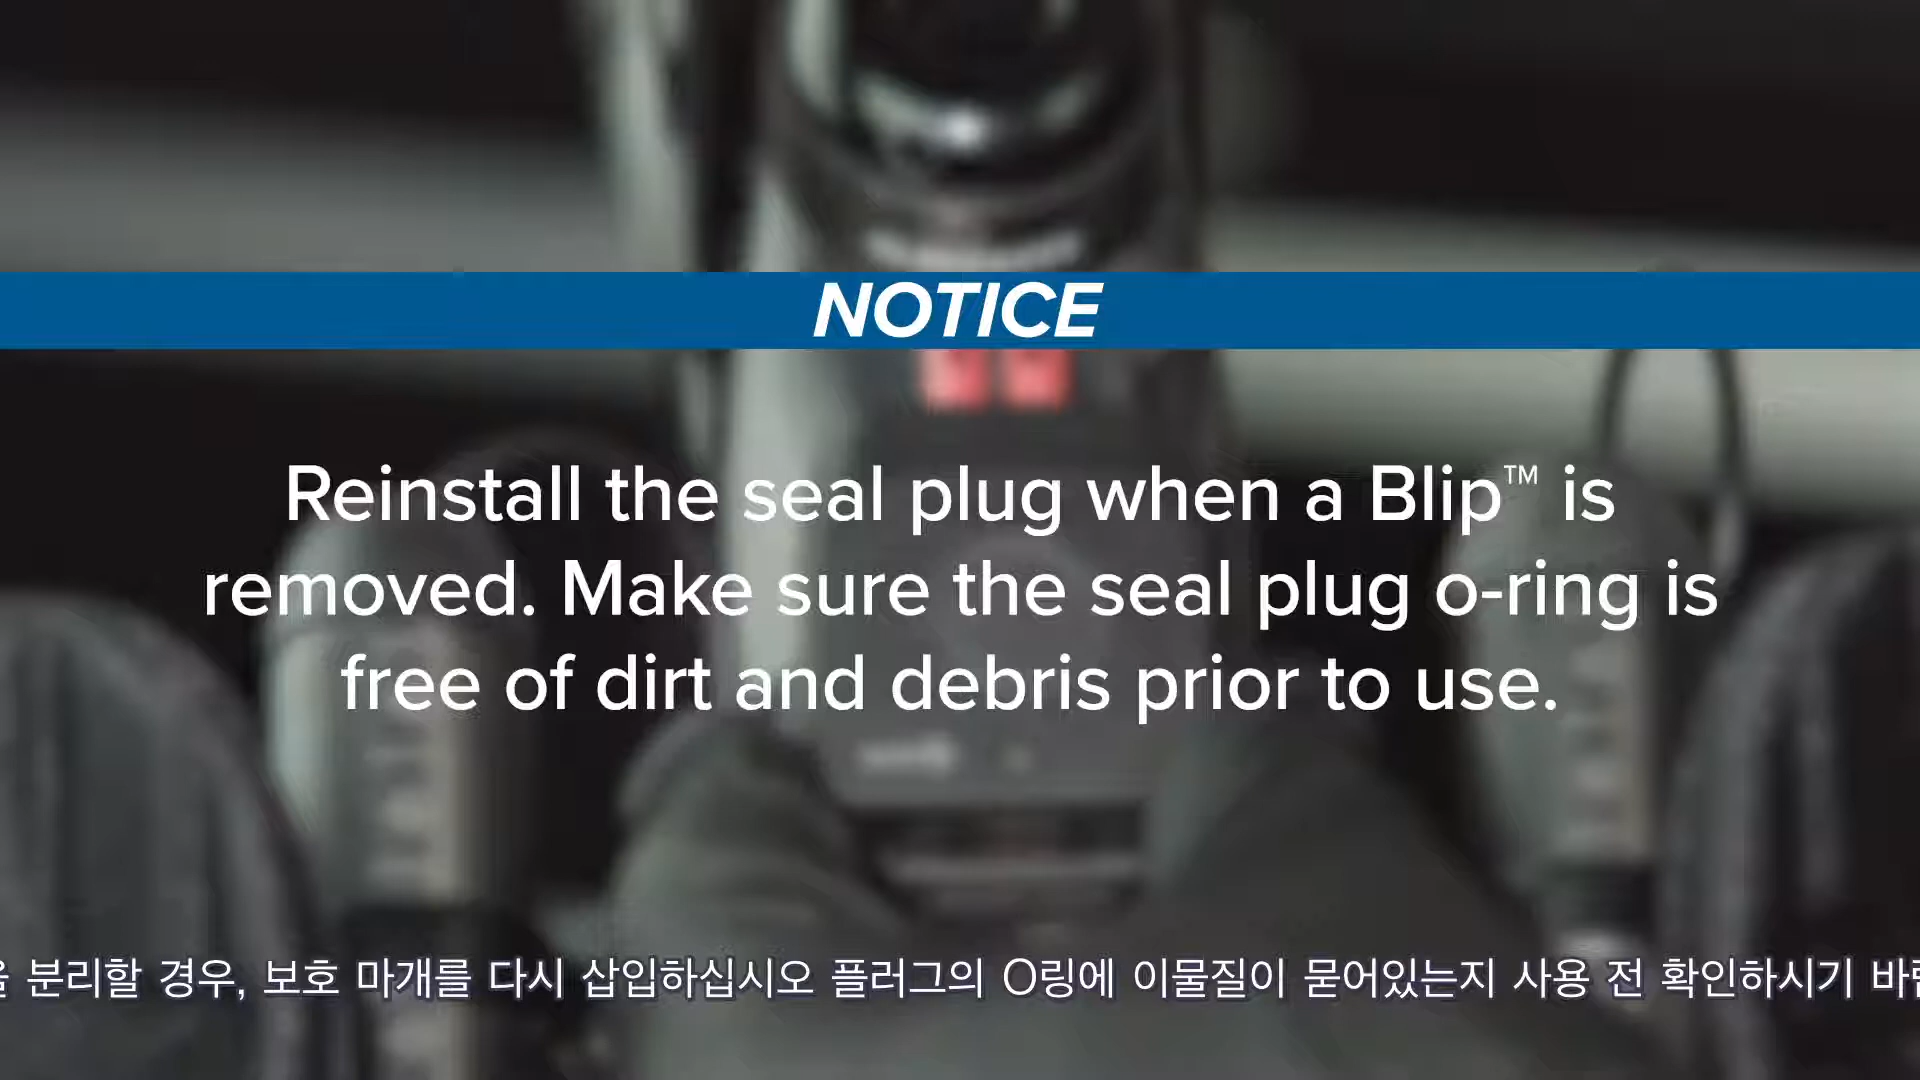 NOTICE
Reinstall the seal plug when a Blip™ is
removed. Make sure the seal plug o-ring is
free of dirt and debris prior to use.
분리할 경우, 보호 마개를 다시 삽입하십시오 플러그의 O링에 이물질이 묻어있는지 사용 전 확인하시기